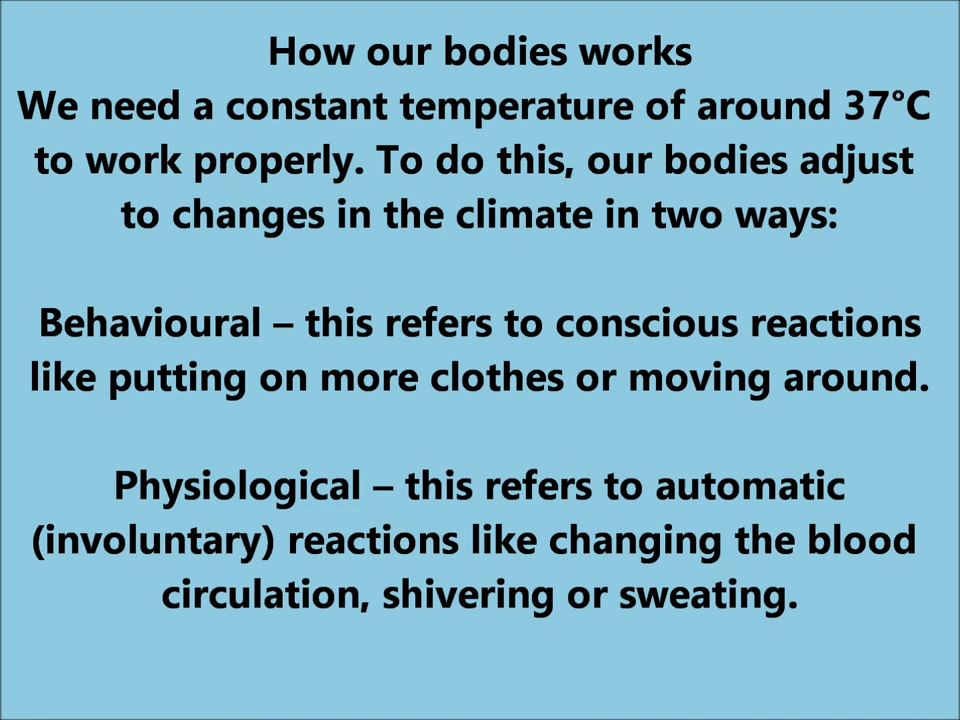 How our bodies works
We need a constant temperature of around 37°C
to work properly. To do this, our bodies adjust
to changes in the climate in two ways:
Behavioural – this refers to conscious reactions
like putting on more clothes or moving around.
Physiological – this refers to automatic
(involuntary) reactions like changing the blood
circulation, shivering or sweating.